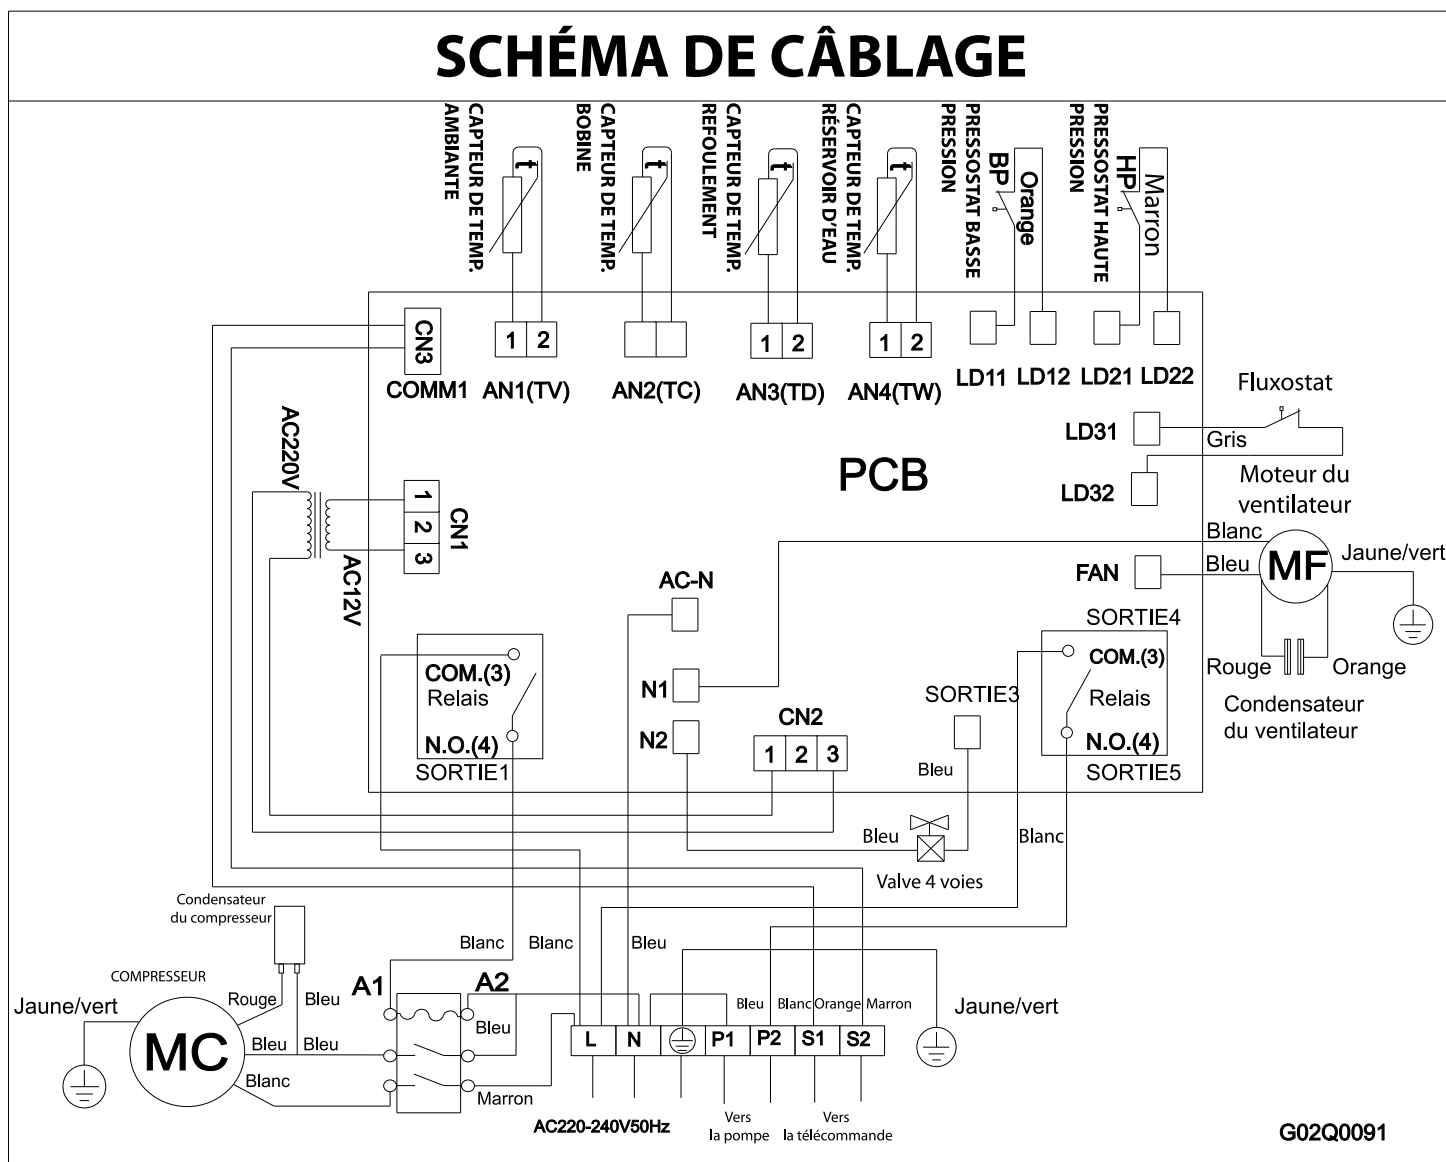 SCHÉMA DE CÂBLAGE
CAPTEUR DE TEMP.
AMBIANTE
t
CAPTEUR DE TEMP.
BOBINE
t
CAPTEUR DE TEMP.
REFOULEMENT
t
CAPTEUR DE TEMP.
RÉSERVOIR D'EAU
t
PRESSOSTAT BASSE
PRESSION
BP
Orange
PRESSOSTAT HAUTE
PRESSION
HP
Marron
CN3
COMM1
1 2
AN1(TV)
AN2(TC)
1 2
AN3(TD)
1 2
AN4(TW)
LD11 LD12 LD21 LD22
Fluxostat
LD31
Gris
LD32
PCB
Moteur du
ventilateur
AC220V
AC12V
1
2
3
CN1
Blanc
Bleu
MF
Jaune/vert
FAN
AC-N
N1
N2
COM.(3)
Relais
N.O.(4)
SORTIE1
CN2
1 2 3
SORTIE3
Bleu
SORTIE4
COM.(3)
Relais
N.O.(4)
SORTIE5
Rouge
Orange
Condensateur
du ventilateur
Bleu
Valve 4 voies
Blanc
Condensateur
du compresseur
Blanc
Blanc
Bleu
COMPRESSEUR
Jaune/vert
MC
Rouge
Bleu
Bleu
Bleu
Blanc
A1
A2
Bleu
Marron
Bleu
Blanc
Orange
Marron
Jaune/vert
L N P1 P2 S1 S2
AC220-240V50Hz
Vers
la pompe
Vers
la télécommande
G02Q0091